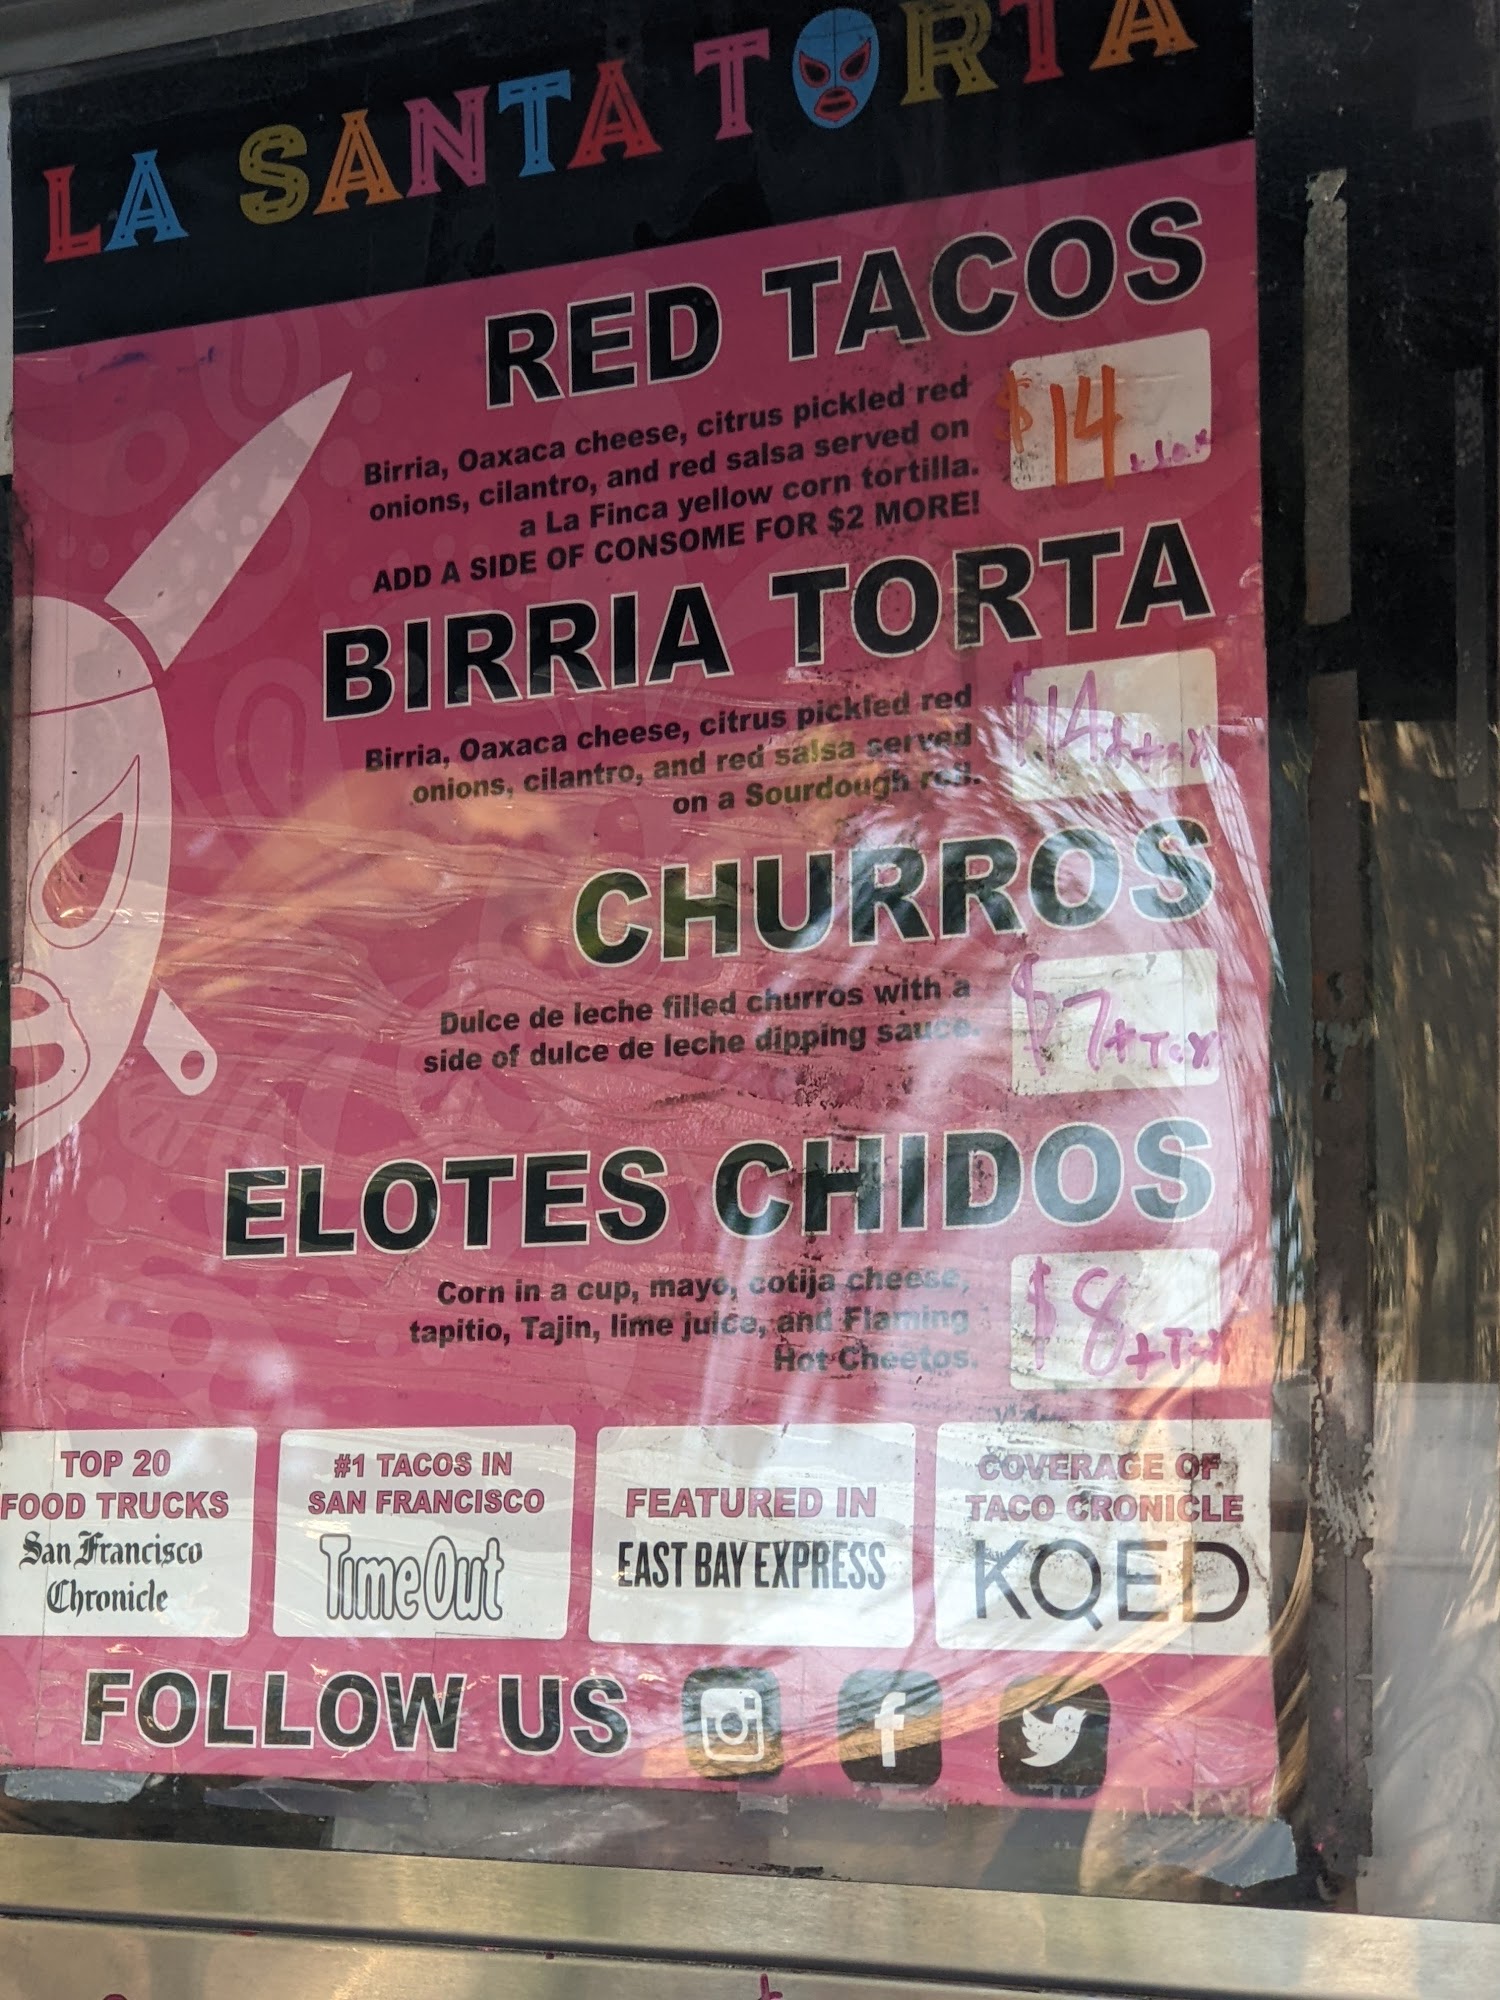 LA SANTA TORTA
RED TACOS
Birria, Oaxaca cheese, citrus pickled red
onions, cilantro, and red salsa served on
a La Finca yellow corn tortilla.
ADD A SIDE OF CONSOME FOR $2 MORE!
$14 + tax
BIRRIA TORTA
Birria, Oaxaca cheese, citrus pickled red
onions, cilantro, and red salsa served
on a Sourdough roll.
$14 + tax
CHURROS
Dulce de leche filled churros with a
side of dulce de leche dipping sauce.
$7 + Tax
ELOTES CHIDOS
Corn in a cup, mayo, cotija cheese,
tapitio, Tajin, lime juice, and Flaming
Hot Cheetos.
$8 + Tax
TOP 20
FOOD TRUCKS
San Francisco
Chronicle
#1 TACOS IN
SAN FRANCISCO
Time Out
FEATURED IN
EAST BAY EXPRESS
COVERAGE OF
TACO CRONICLE
KQED
FOLLOW US